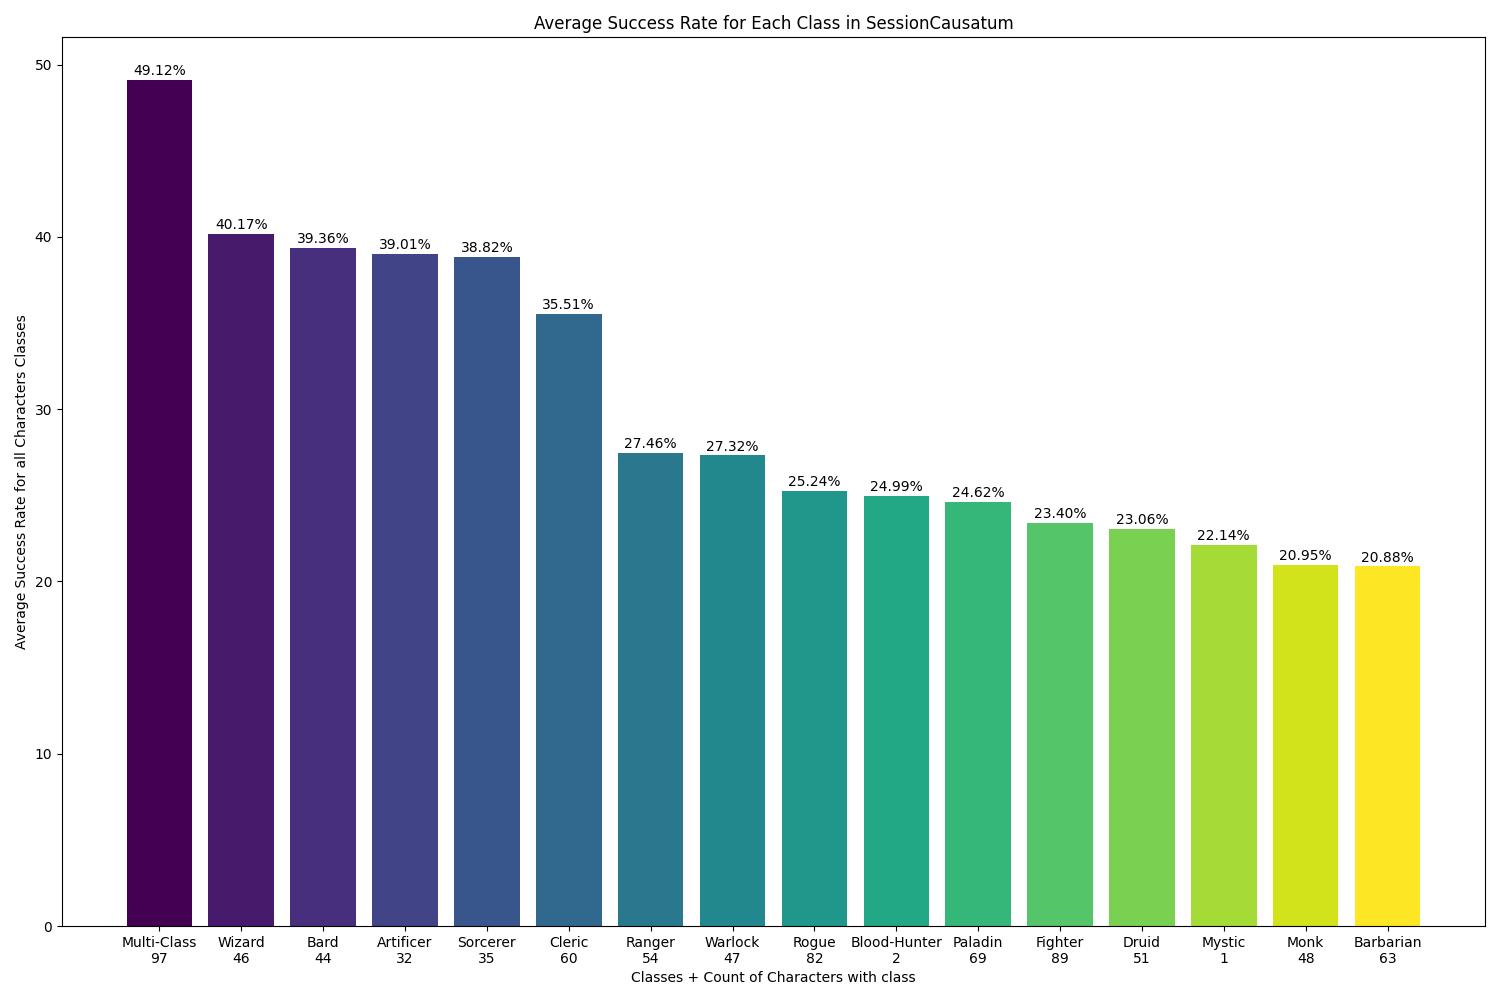 Average Success Rate for Each Class in SessionCausatum
Average Success Rate for all Characters Classes
50
40
30
20
10
0
49.12%
40.17%
39.36%
39.01%
38.82%
35.51%
27.46%
27.32%
25.24%
24.99%
24.62%
23.40%
23.06%
22.14%
20.95%
20.88%
Multi-Class
97
Wizard
46
Bard
44
Artificer
32
Sorcerer
35
Cleric
60
Ranger
54
Warlock
47
Rogue
82
Blood-Hunter
2
Paladin
69
Fighter
89
Druid
51
Mystic
1
Monk
48
Barbarian
63
Classes + Count of Characters with class